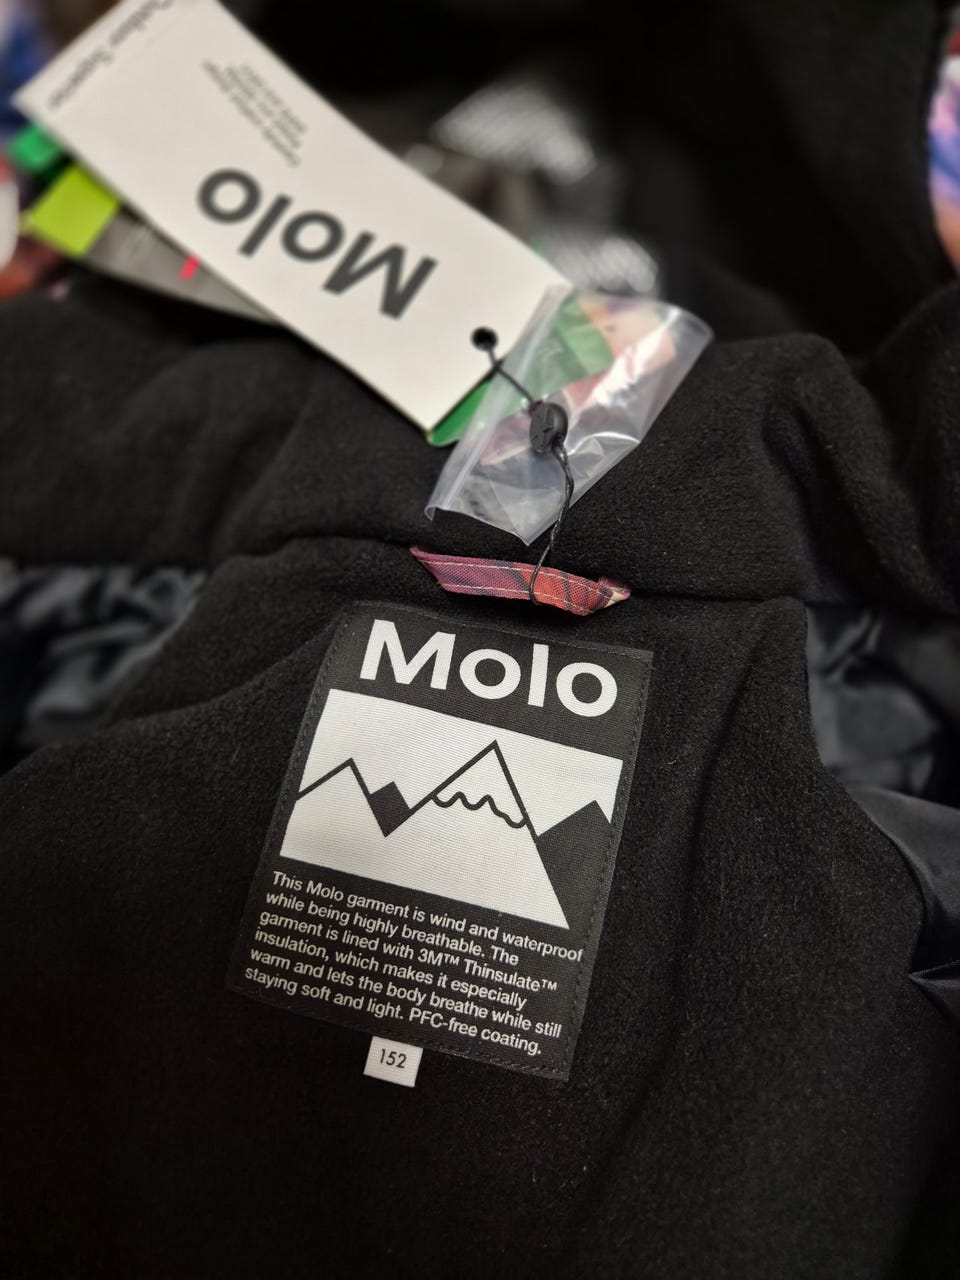 Molo
Molo
This Molo garment is wind and waterproof
while being highly breathable. The
garment is lined with 3M™ Thinsulate™
insulation, which makes it especially
warm and lets the body breathe while still
staying soft and light. PFC-free coating.
152